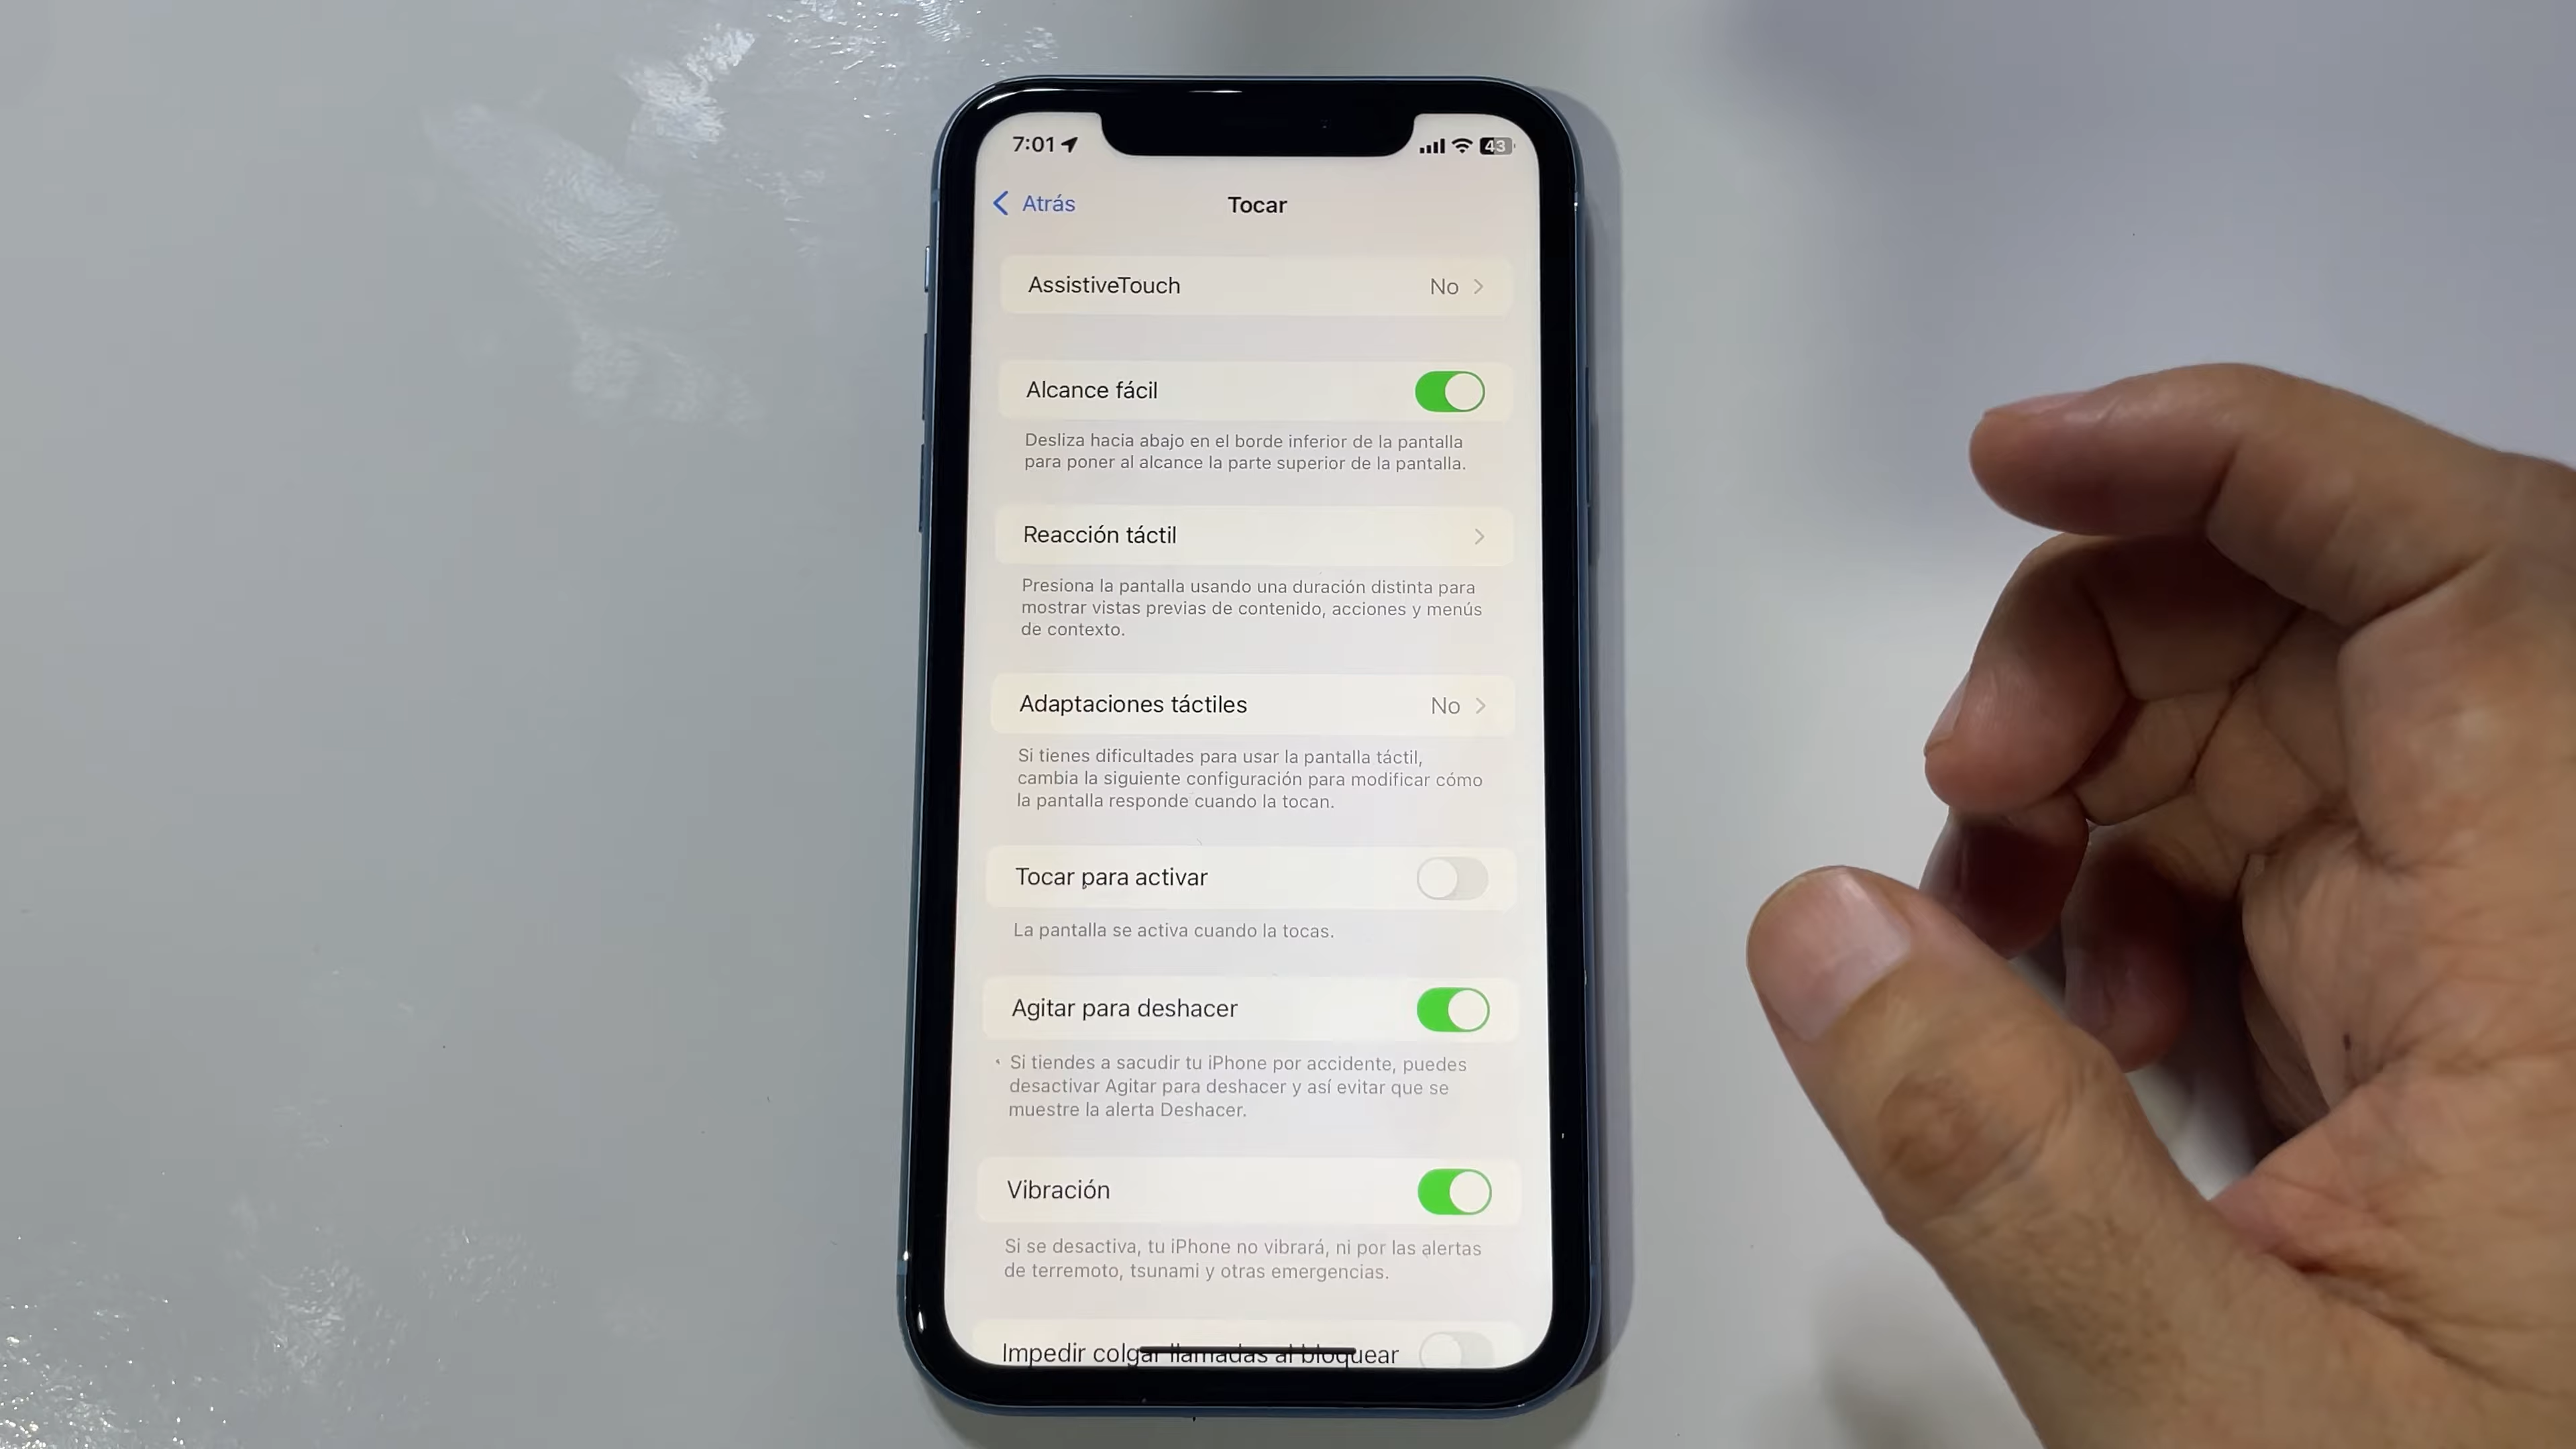 7:01
43
Atrás
Tocar
AssistiveTouch No
Alcance fácil
Desliza hacia abajo en el borde inferior de la pantalla
para poner al alcance la parte superior de la pantalla.
Reacción táctil
Presiona la pantalla usando una duración distinta para
mostrar vistas previas de contenido, acciones y menús
de contexto.
Adaptaciones táctiles No
Si tienes dificultades para usar la pantalla táctil,
cambia la siguiente configuración para modificar cómo
la pantalla responde cuando la tocan.
Tocar para activar
La pantalla se activa cuando la tocas.
Agitar para deshacer
Si tiendes a sacudir tu iPhone por accidente, puedes
desactivar Agitar para deshacer y así evitar que se
muestre la alerta Deshacer.
Vibración
Si se desactiva, tu iPhone no vibrará, ni por las alertas
de terremoto, tsunami y otras emergencias.
Impedir colgar llamadas al bloquear